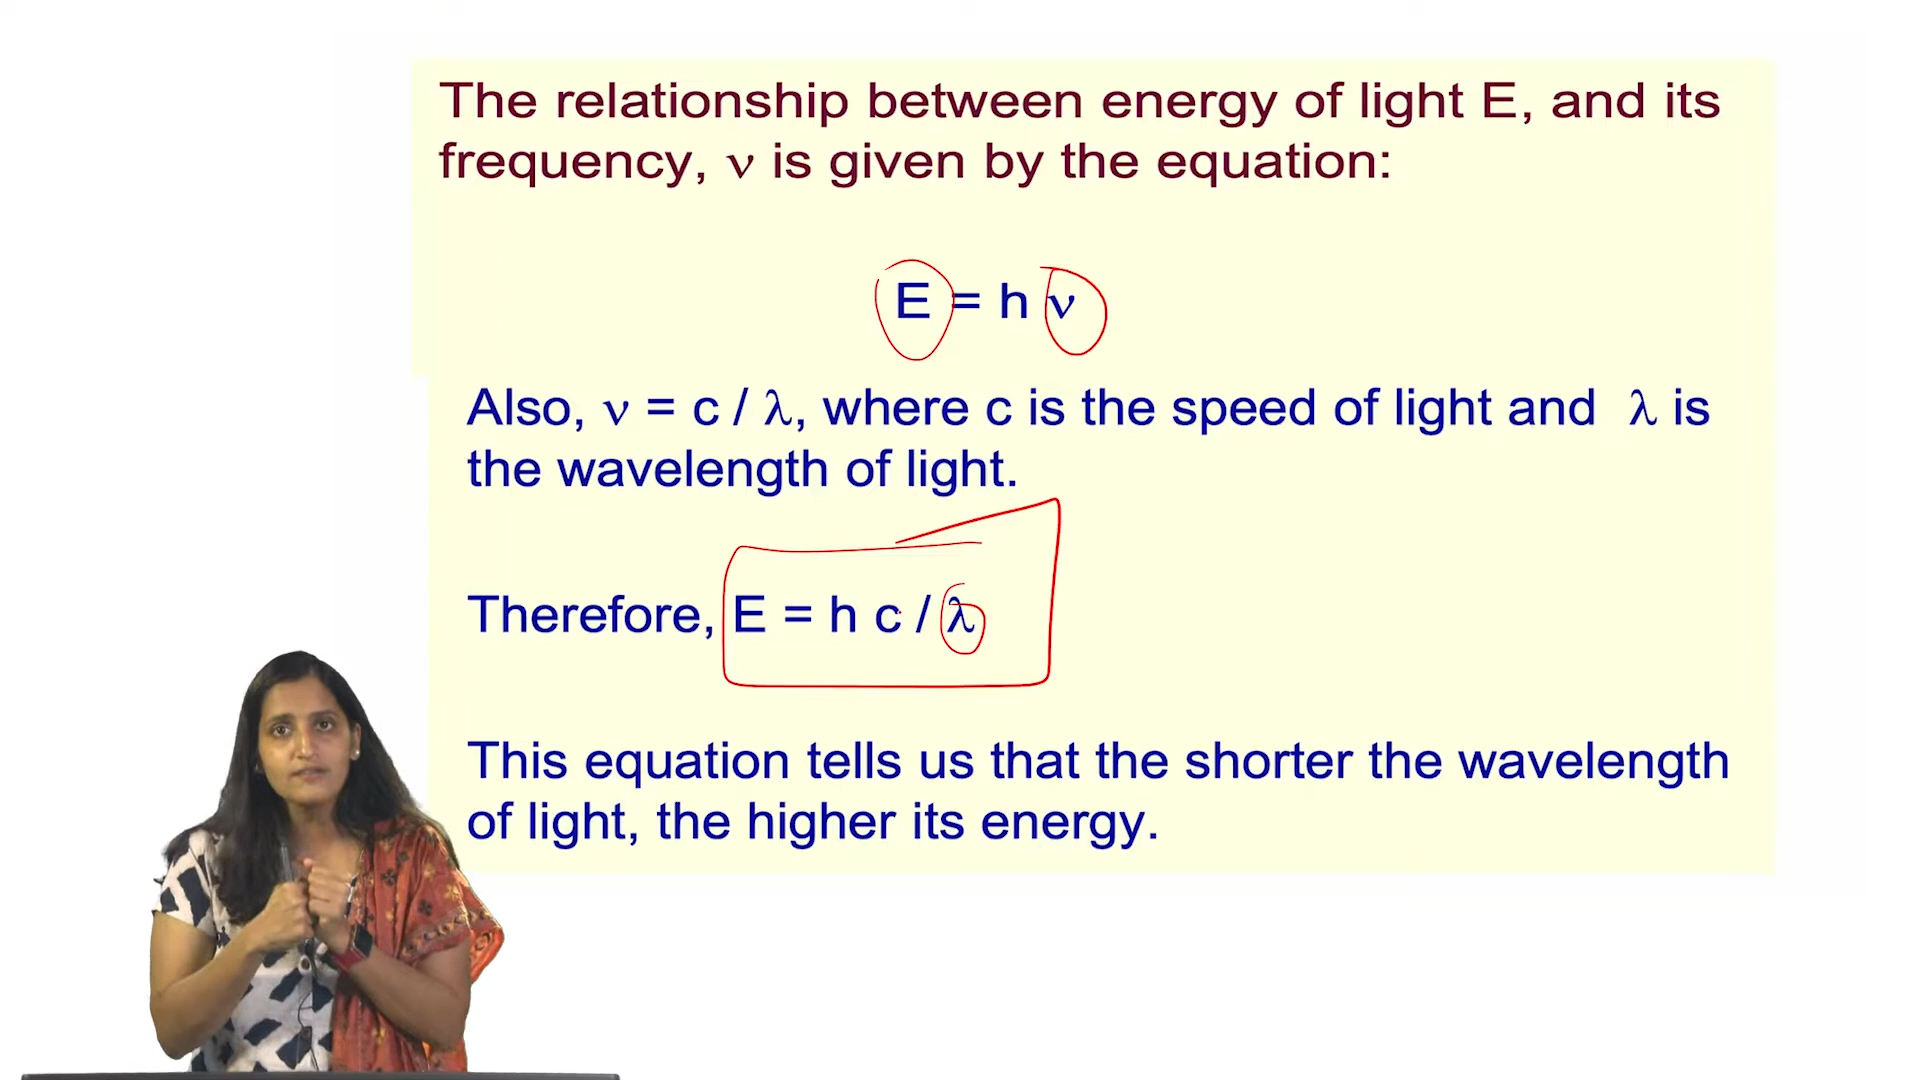 The relationship between energy of light E, and its
frequency, ν is given by the equation:
E = h ν
Also, ν = c / λ, where c is the speed of light and λ is
the wavelength of light.
Therefore, E = h c / λ
This equation tells us that the shorter the wavelength
of light, the higher its energy.